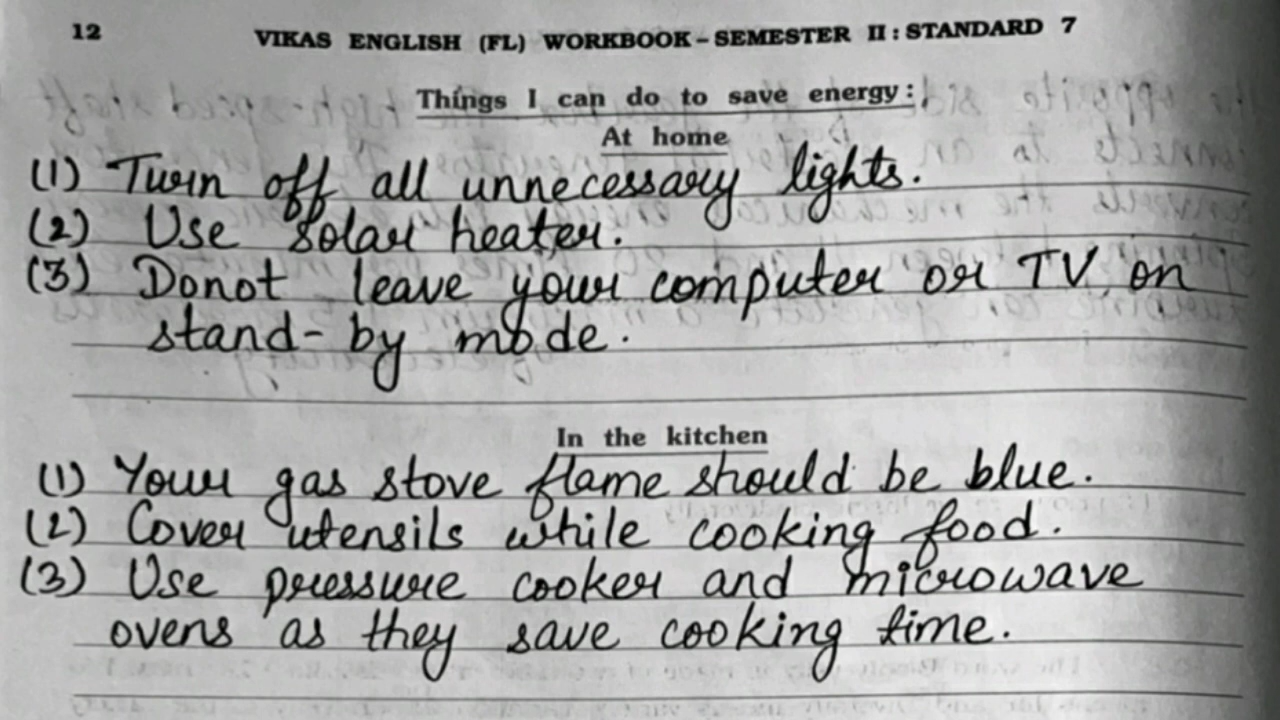 12 VIKAS ENGLISH (FL) WORKBOOK – SEMESTER II : STANDARD 7
Things I can do to save energy :
At home
(1) Turn off all unnecessary lights.
(2) Use solar heater.
(3) Donot leave your computer or TV on
stand-by mode.
In the kitchen
(1) Your gas stove flame should be blue.
(2) Cover utensils while cooking food.
(3) Use pressure cooker and microwave
ovens as they save cooking time.